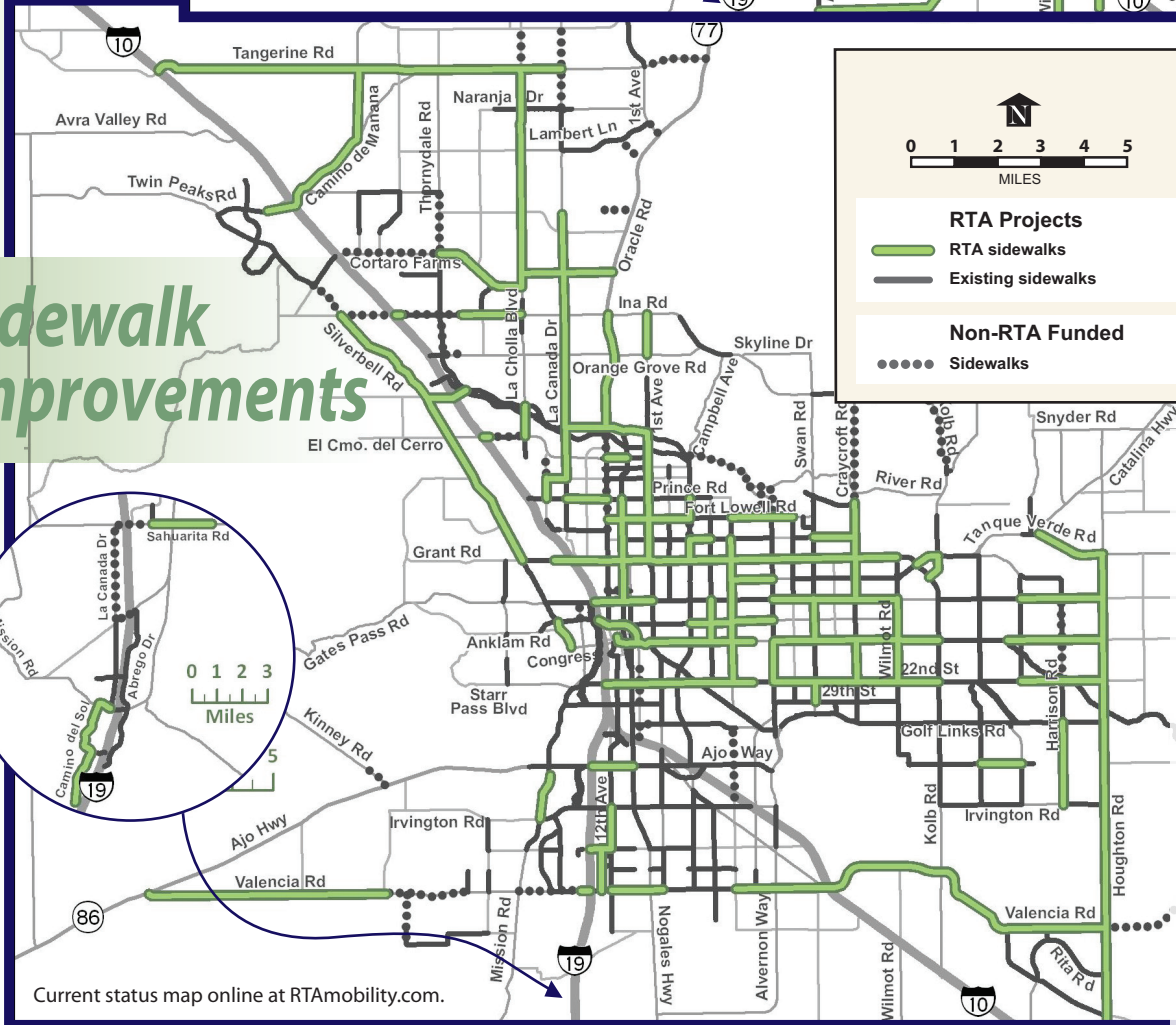 19
10
77
10
Tangerine Rd
Avra Valley Rd
Twin Peaks Rd
Camino de Manana
Thornydale Rd
Naranja Dr
Lambert Ln
1st Ave
Oracle Rd
Cortaro Farms
N
0 1 2 3 4 5
MILES
RTA Projects
RTA sidewalks
Existing sidewalks
Non-RTA Funded
Sidewalks
dewalk
provements
Silverbell Rd
La Cholla Blvd
La Canada Dr
Ina Rd
Orange Grove Rd
Skyline Dr
1st Ave
Campbell Ave
Swan Rd
Craycroft Rd
olb Rd
Snyder Rd
Catalina Hwy
El Cmo. del Cerro
Prince Rd
Fort Lowell Rd
River Rd
Tanque Verde Rd
Grant Rd
Gates Pass Rd
Anklam Rd
Congress
Starr
Pass Blvd
Wilmot Rd
22nd St
29th St
Golf Links Rd
Harrison Rd
Kinney Rd
Ajo Way
Kolb Rd
Irvington Rd
Houghton Rd
Ajo Hwy
Irvington Rd
12th Ave
Valencia Rd
86
Mission Rd
Nogales Hwy
Alvernon Way
Wilmot Rd
Valencia Rd
Rita Rd
19
10
Sahuarita Rd
La Canada Dr
ission Rd
Abrego Dr
Camino del Sol
19
0 1 2 3
Miles
5
Current status map online at RTAmobility.com.